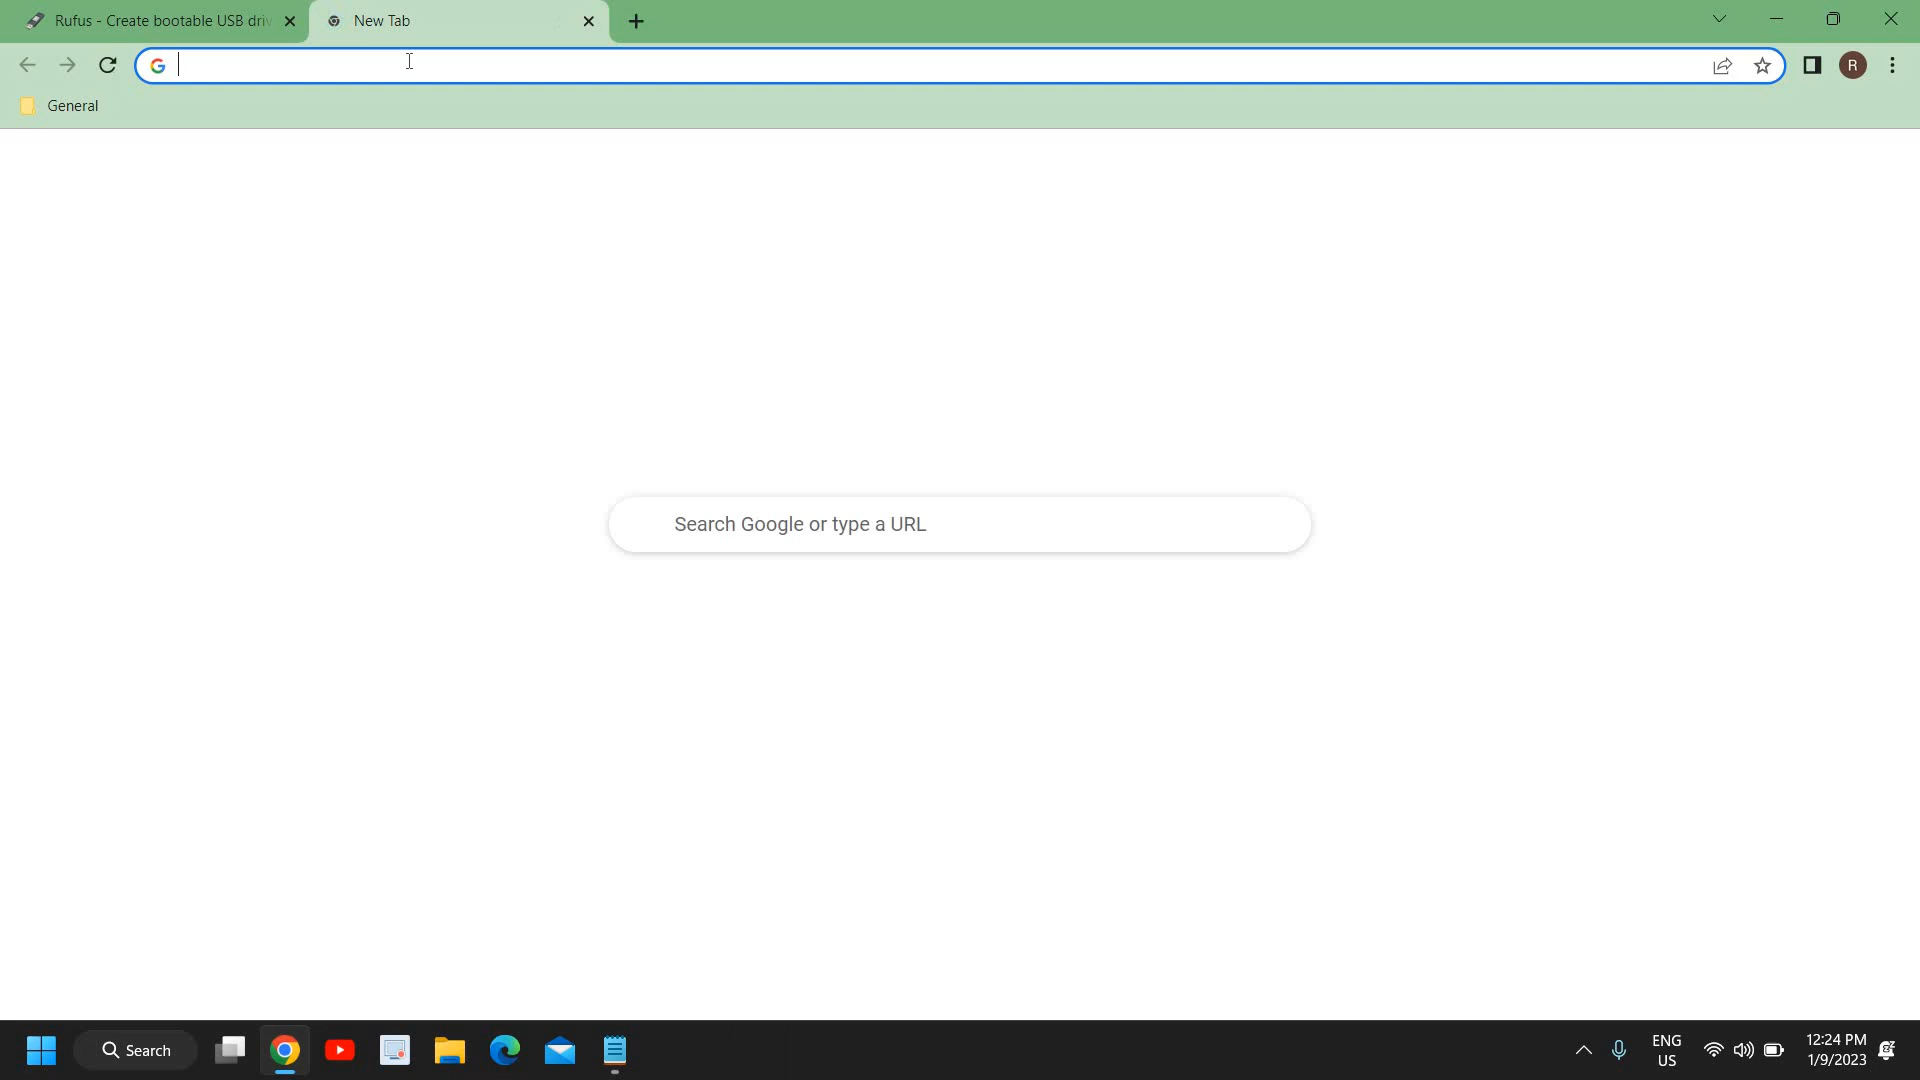 Rufus - Create bootable USB driv
New Tab
General
Search Google or type a URL
Search
ENG
US
12:24 PM
1/9/2023
R